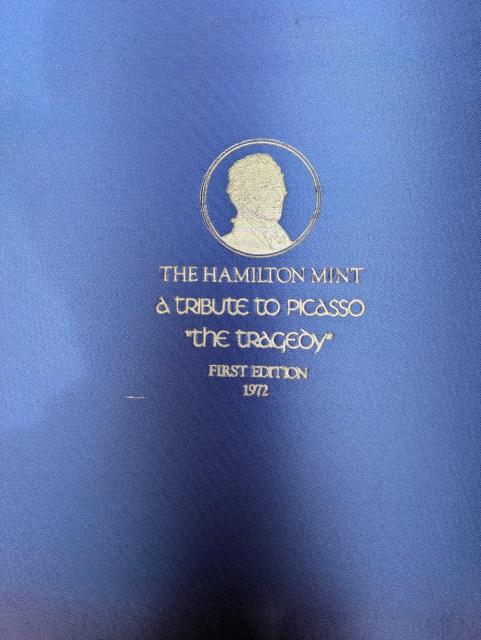 THE HAMILTON MINT
A TRIBUTE TO PICASSO
"THE TRAGEDY"
FIRST EDITION
1972